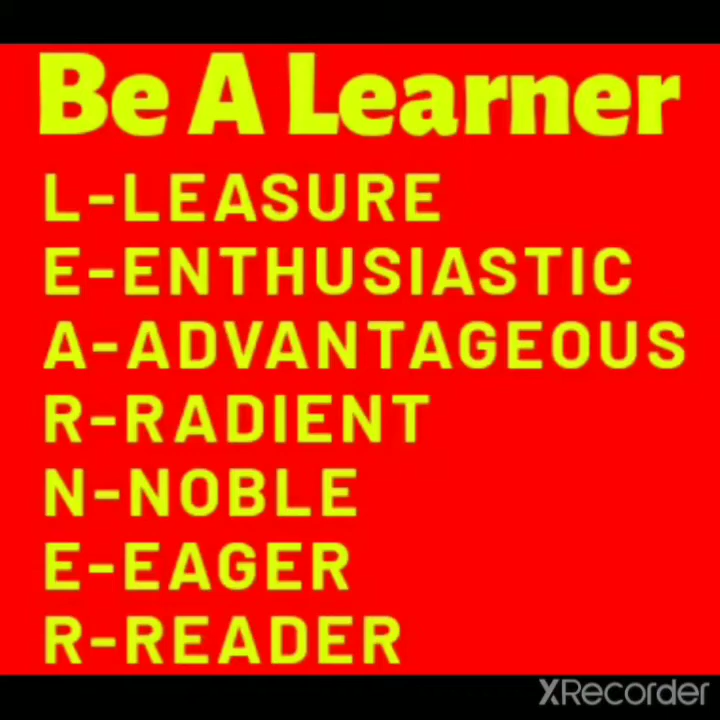 Be A Learner
L-LEASURE
E-ENTHUSIASTIC
A-ADVANTAGEOUS
R-RADIENT
N-NOBLE
E-EAGER
R-READER
XRecorder